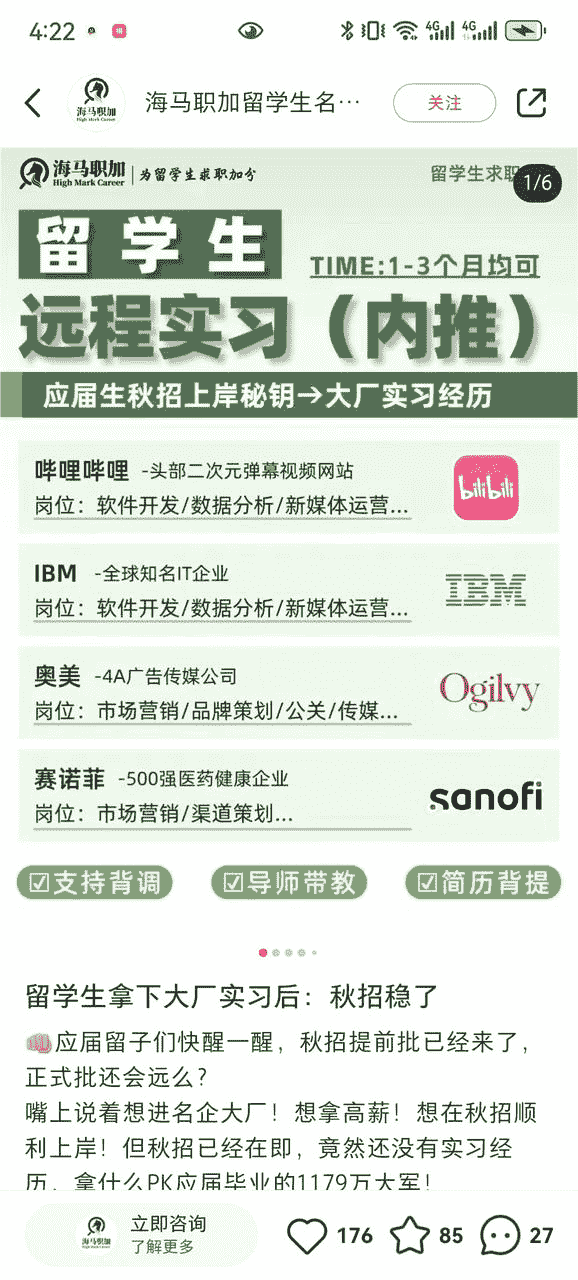 4:22
4G 4G
海马职加留学生名…
关注
海马职加
High Mark Career
为留学生求职加分
留学生求职
1/6
留学生
TIME:1-3个月均可
远程实习（内推）
应届生秋招上岸秘钥→大厂实习经历
哔哩哔哩 -头部二次元弹幕视频网站
岗位：软件开发/数据分析/新媒体运营...
bilibili
IBM -全球知名IT企业
岗位：软件开发/数据分析/新媒体运营...
IBM
奥美 -4A广告传媒公司
岗位：市场营销/品牌策划/公关/传媒...
Ogilvy
赛诺菲 -500强医药健康企业
岗位：市场营销/渠道策划...
sanofi
☑支持背调 ☑导师带教 ☑简历背提
留学生拿下大厂实习后：秋招稳了
👊应届留子们快醒一醒，秋招提前批已经来了，
正式批还会远么？
嘴上说着想进名企大厂！想拿高薪！想在秋招顺
利上岸！但秋招已经在即，竟然还没有实习经
历，拿什么PK应届毕业的1179万大军！
海马职加
立即咨询
了解更多
176
85
27